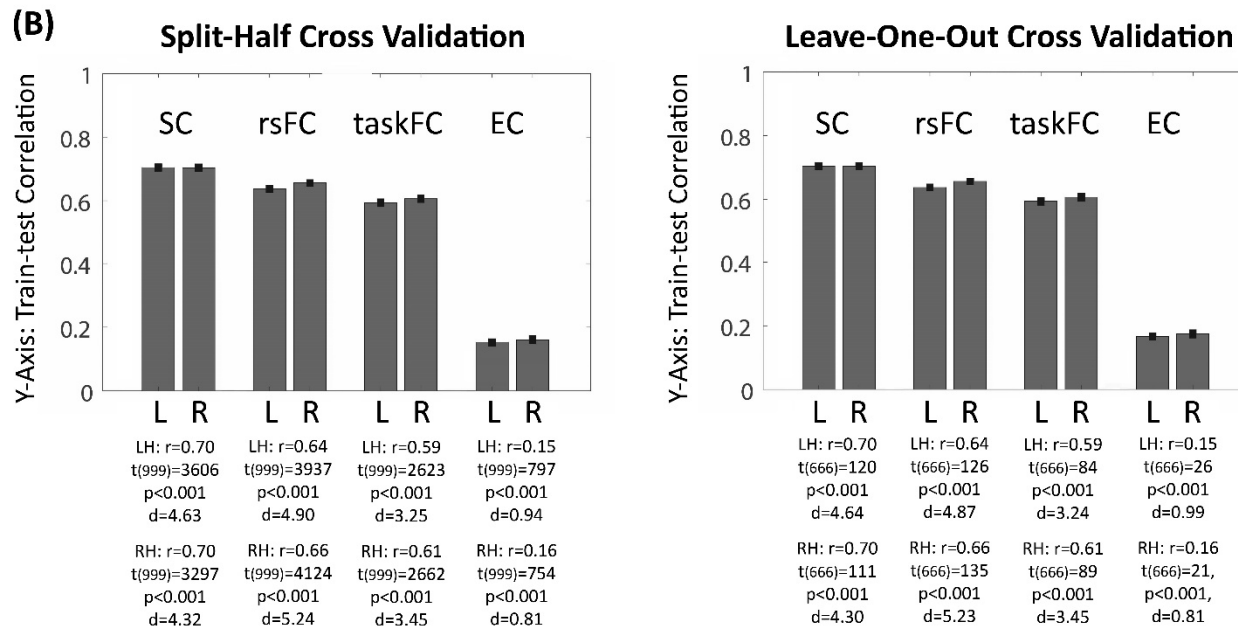 (B)
Split-Half Cross Validation
Y-Axis: Train-test Correlation
1
0.8
0.6
0.4
0.2
0
SC rsFC taskFC EC
L R L R L R L R
LH: r=0.70 LH: r=0.64 LH: r=0.59 LH: r=0.15
t(999)=3606 t(999)=3937 t(999)=2623 t(999)=797
p<0.001 p<0.001 p<0.001 p<0.001
d=4.63 d=4.90 d=3.25 d=0.94
RH: r=0.70 RH: r=0.66 RH: r=0.61 RH: r=0.16
t(999)=3297 t(999)=4124 t(999)=2662 t(999)=754
p<0.001 p<0.001 p<0.001 p<0.001
d=4.32 d=5.24 d=3.45 d=0.81
Leave-One-Out Cross Validation
Y-Axis: Train-test Correlation
1
0.8
0.6
0.4
0.2
0
SC rsFC taskFC EC
L R L R L R L R
LH: r=0.70 LH: r=0.64 LH: r=0.59 LH: r=0.15
t(666)=120 t(666)=126 t(666)=84 t(666)=26
p<0.001 p<0.001 p<0.001 p<0.001
d=4.64 d=4.87 d=3.24 d=0.99
RH: r=0.70 RH: r=0.66 RH: r=0.61 RH: r=0.16
t(666)=111 t(666)=135 t(666)=89 t(666)=21,
p<0.001 p<0.001 p<0.001 p<0.001,
d=4.30 d=5.23 d=3.45 d=0.81